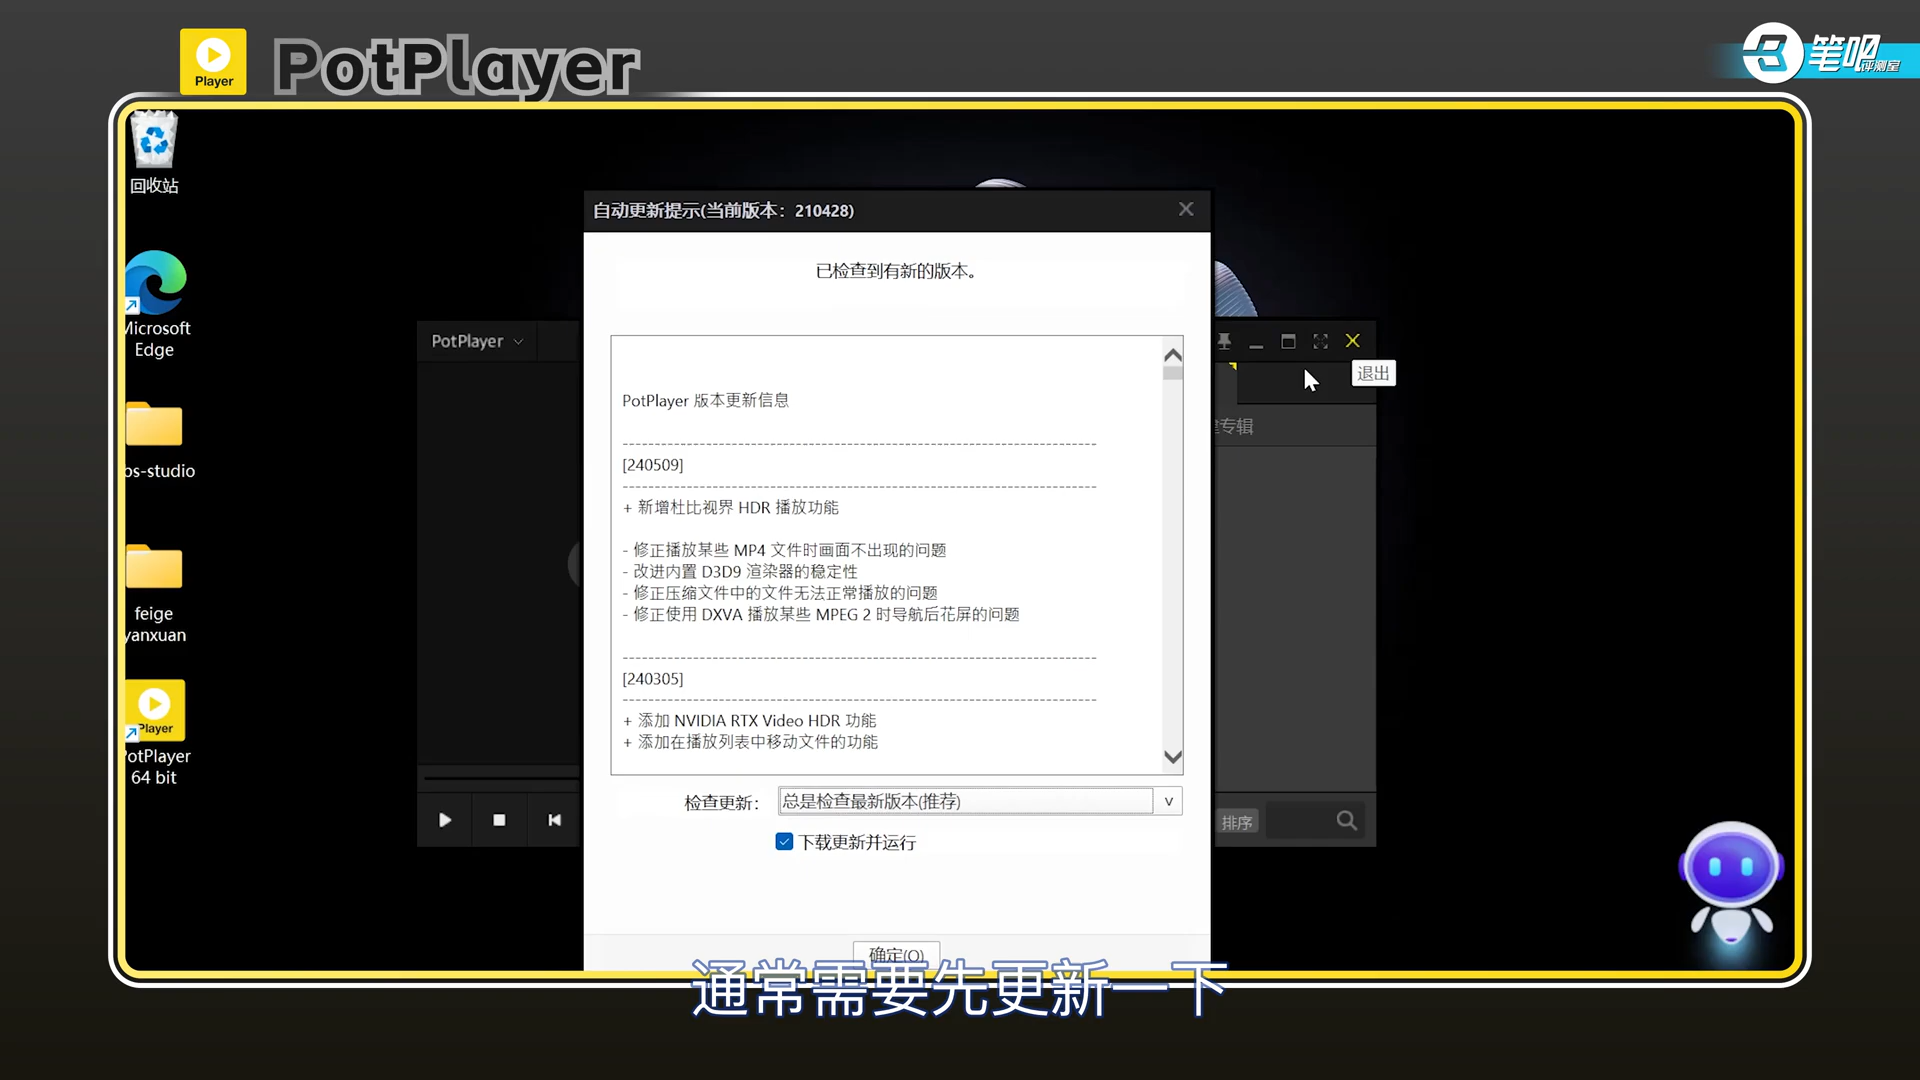 Player
PotPlayer
笔吧
评测室
回收站
Microsoft
Edge
bs-studio
feige
yanxuan
Player
PotPlayer
64 bit
自动更新提示(当前版本：210428)
已检查到有新的版本。
PotPlayer 版本更新信息
--------------------------------------------------------------------------------
[240509]
--------------------------------------------------------------------------------
+ 新增杜比视界 HDR 播放功能
- 修正播放某些 MP4 文件时画面不出现的问题
- 改进内置 D3D9 渲染器的稳定性
- 修正压缩文件中的文件无法正常播放的问题
- 修正使用 DXVA 播放某些 MPEG 2 时导航后花屏的问题
--------------------------------------------------------------------------------
[240305]
--------------------------------------------------------------------------------
+ 添加 NVIDIA RTX Video HDR 功能
+ 添加在播放列表中移动文件的功能
检查更新：
总是检查最新版本(推荐)
下载更新并运行
确定(O)
PotPlayer
退出
专辑
排序
通常需要先更新一下